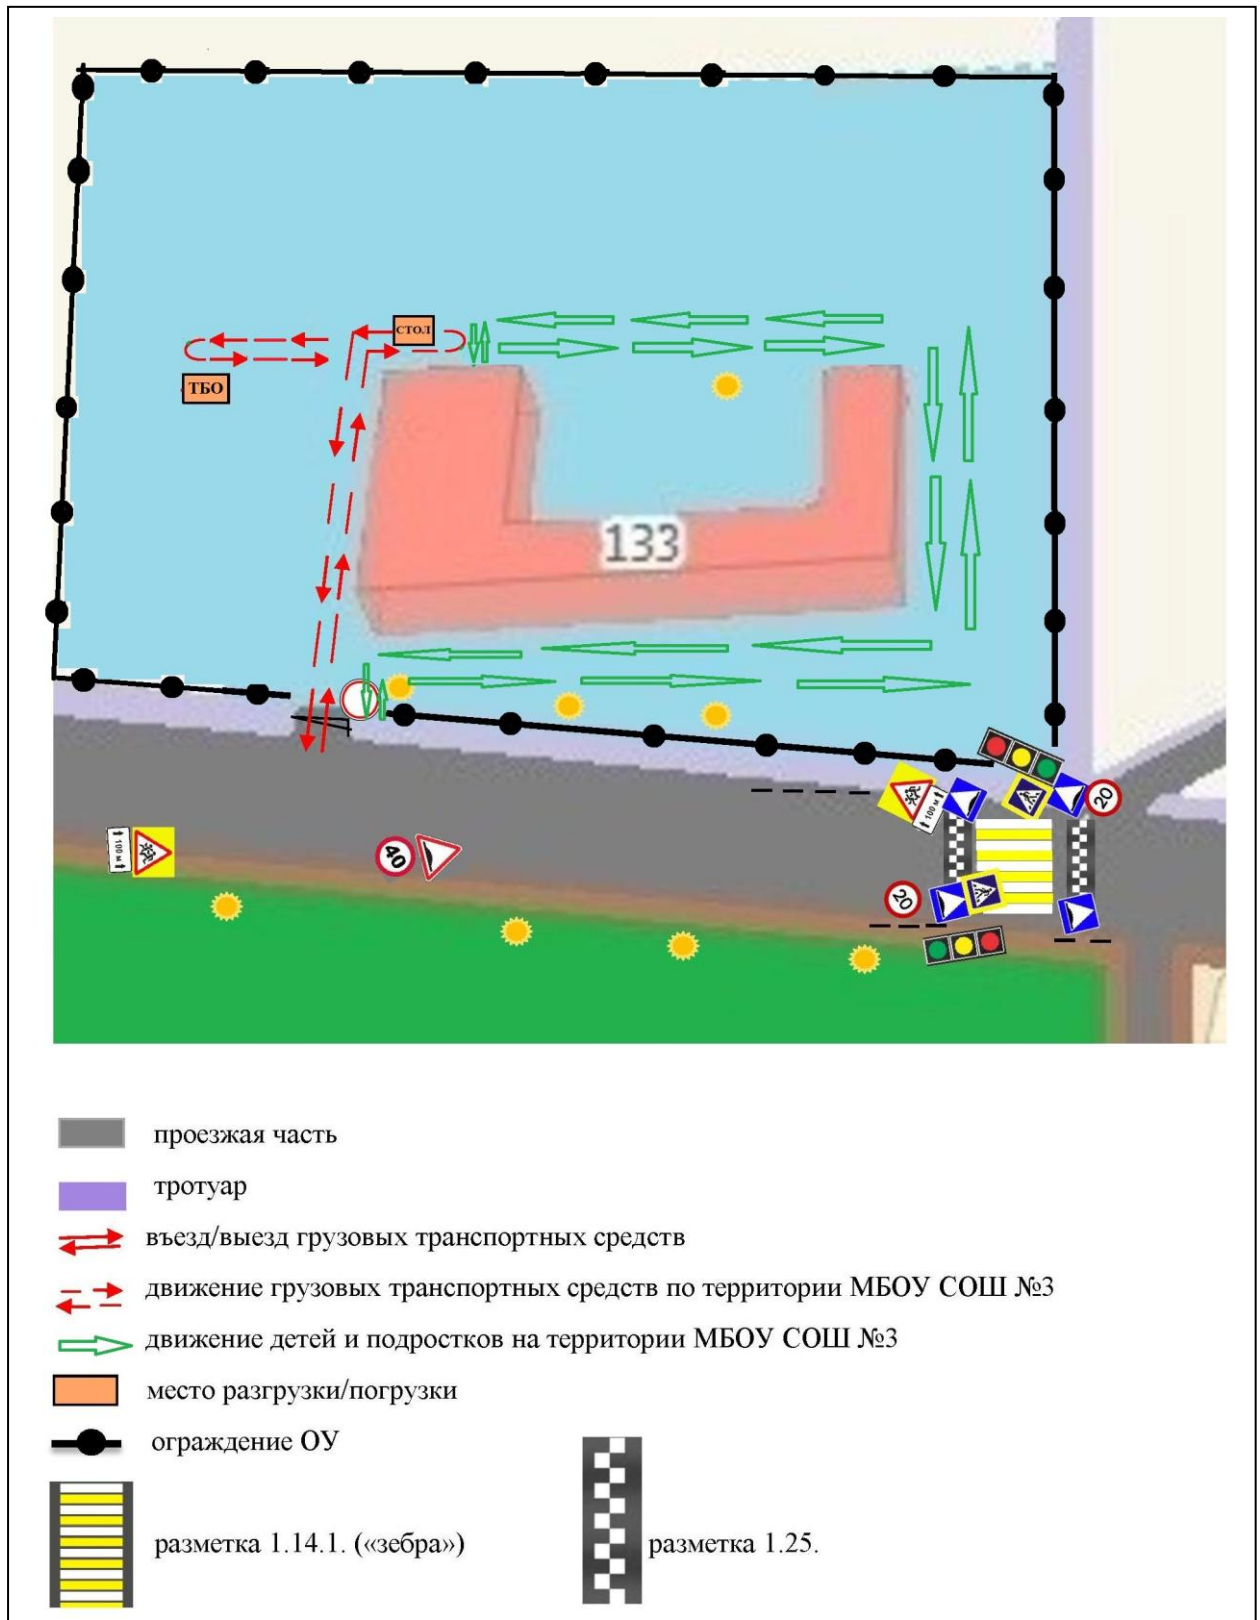 СТОЛ
ТБО
133
100 м
20
100 м
40
20
проезжая часть
тротуар
въезд/выезд грузовых транспортных средств
движение грузовых транспортных средств по территории МБОУ СОШ №3
движение детей и подростков на территории МБОУ СОШ №3
место разгрузки/погрузки
ограждение ОУ
разметка 1.14.1. («зебра»)
разметка 1.25.